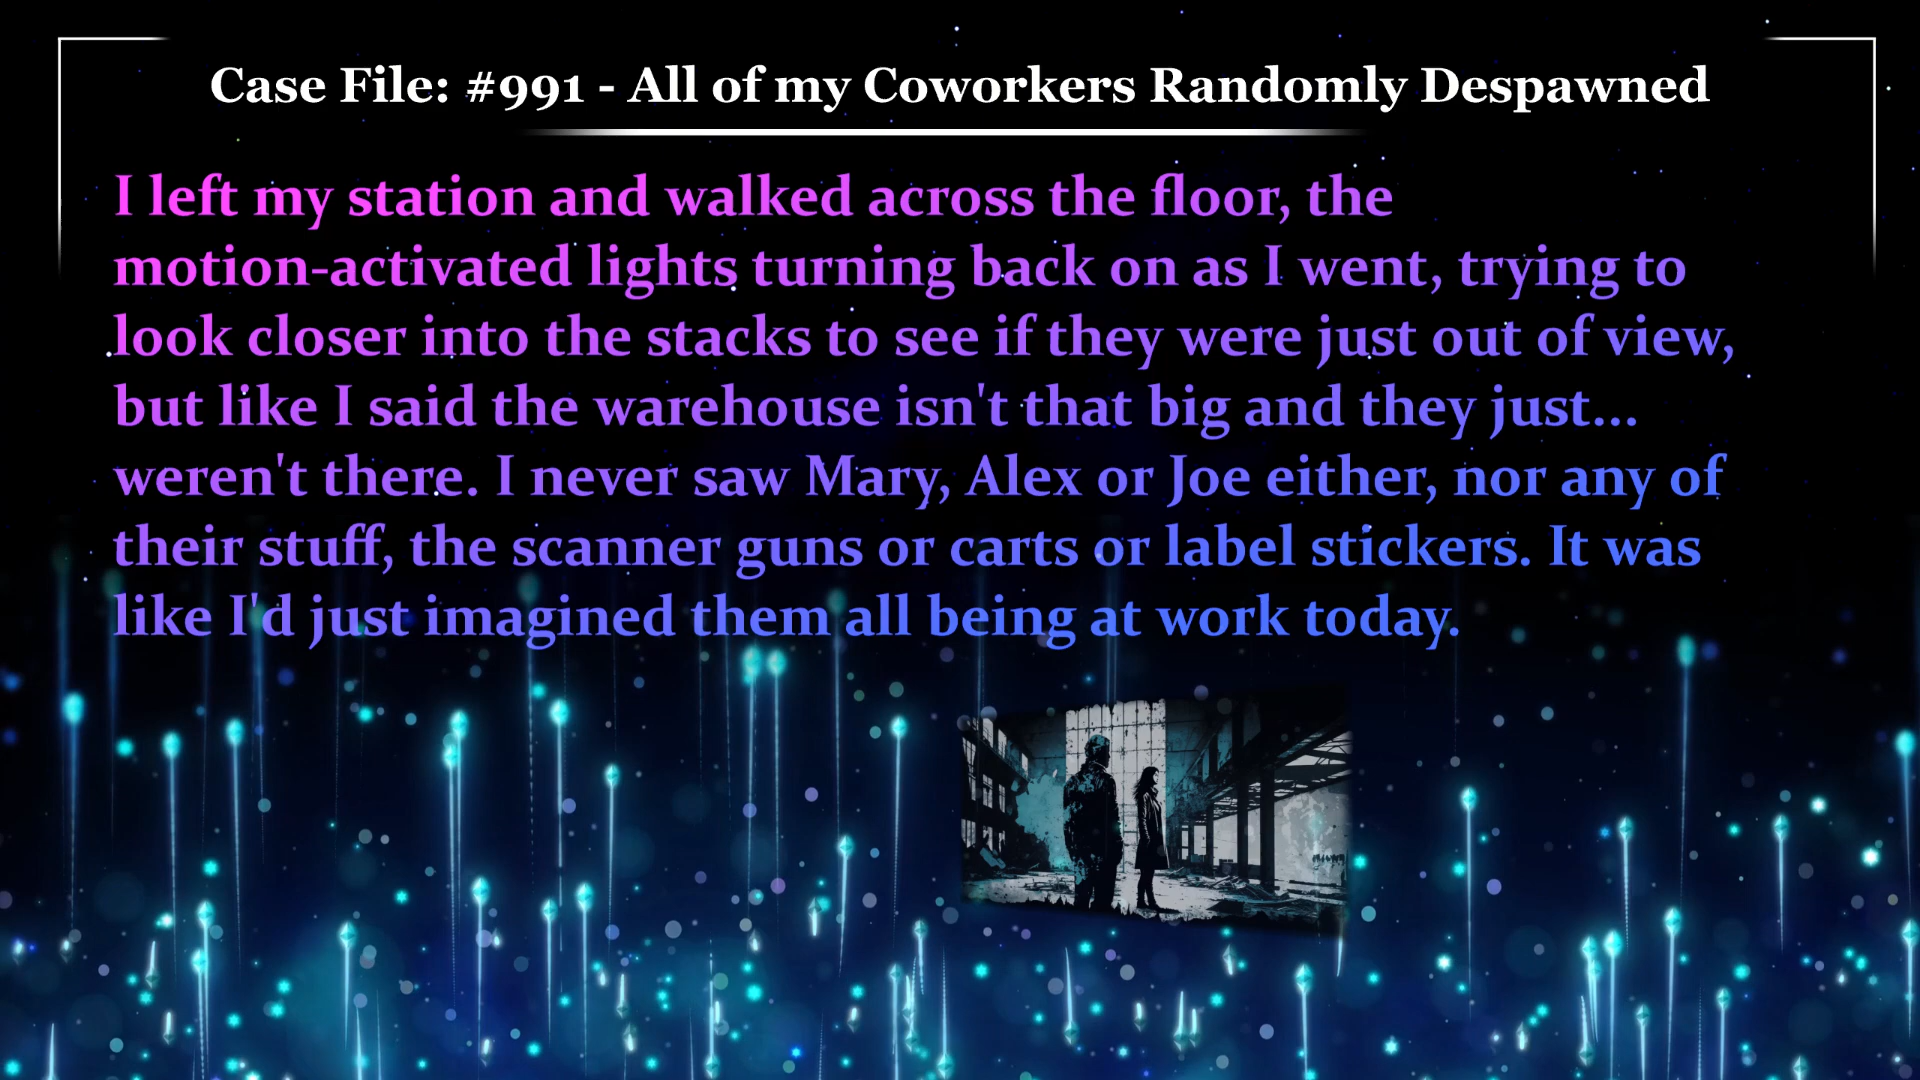 Case File: #991 - All of my Coworkers Randomly Despawned
I left my station and walked across the floor, the
motion-activated lights turning back on as I went, trying to
look closer into the stacks to see if they were just out of view,
but like I said the warehouse isn't that big and they just...
weren't there. I never saw Mary, Alex or Joe either, nor any of
their stuff, the scanner guns or carts or label stickers. It was
like I'd just imagined them all being at work today.